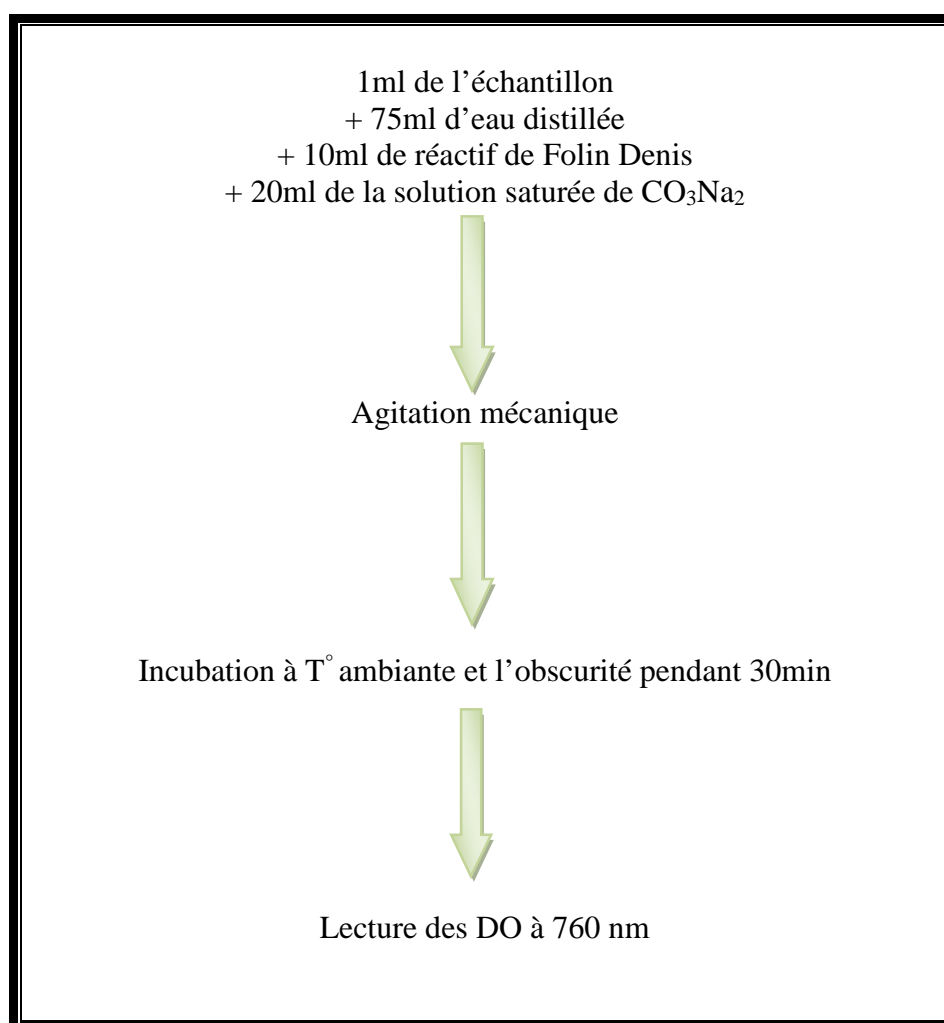 1ml de l’échantillon
+ 75ml d’eau distillée
+ 10ml de réactif de Folin Denis
+ 20ml de la solution saturée de CO₃Na₂
Agitation mécanique
Incubation à T° ambiante et l’obscurité pendant 30min
Lecture des DO à 760 nm